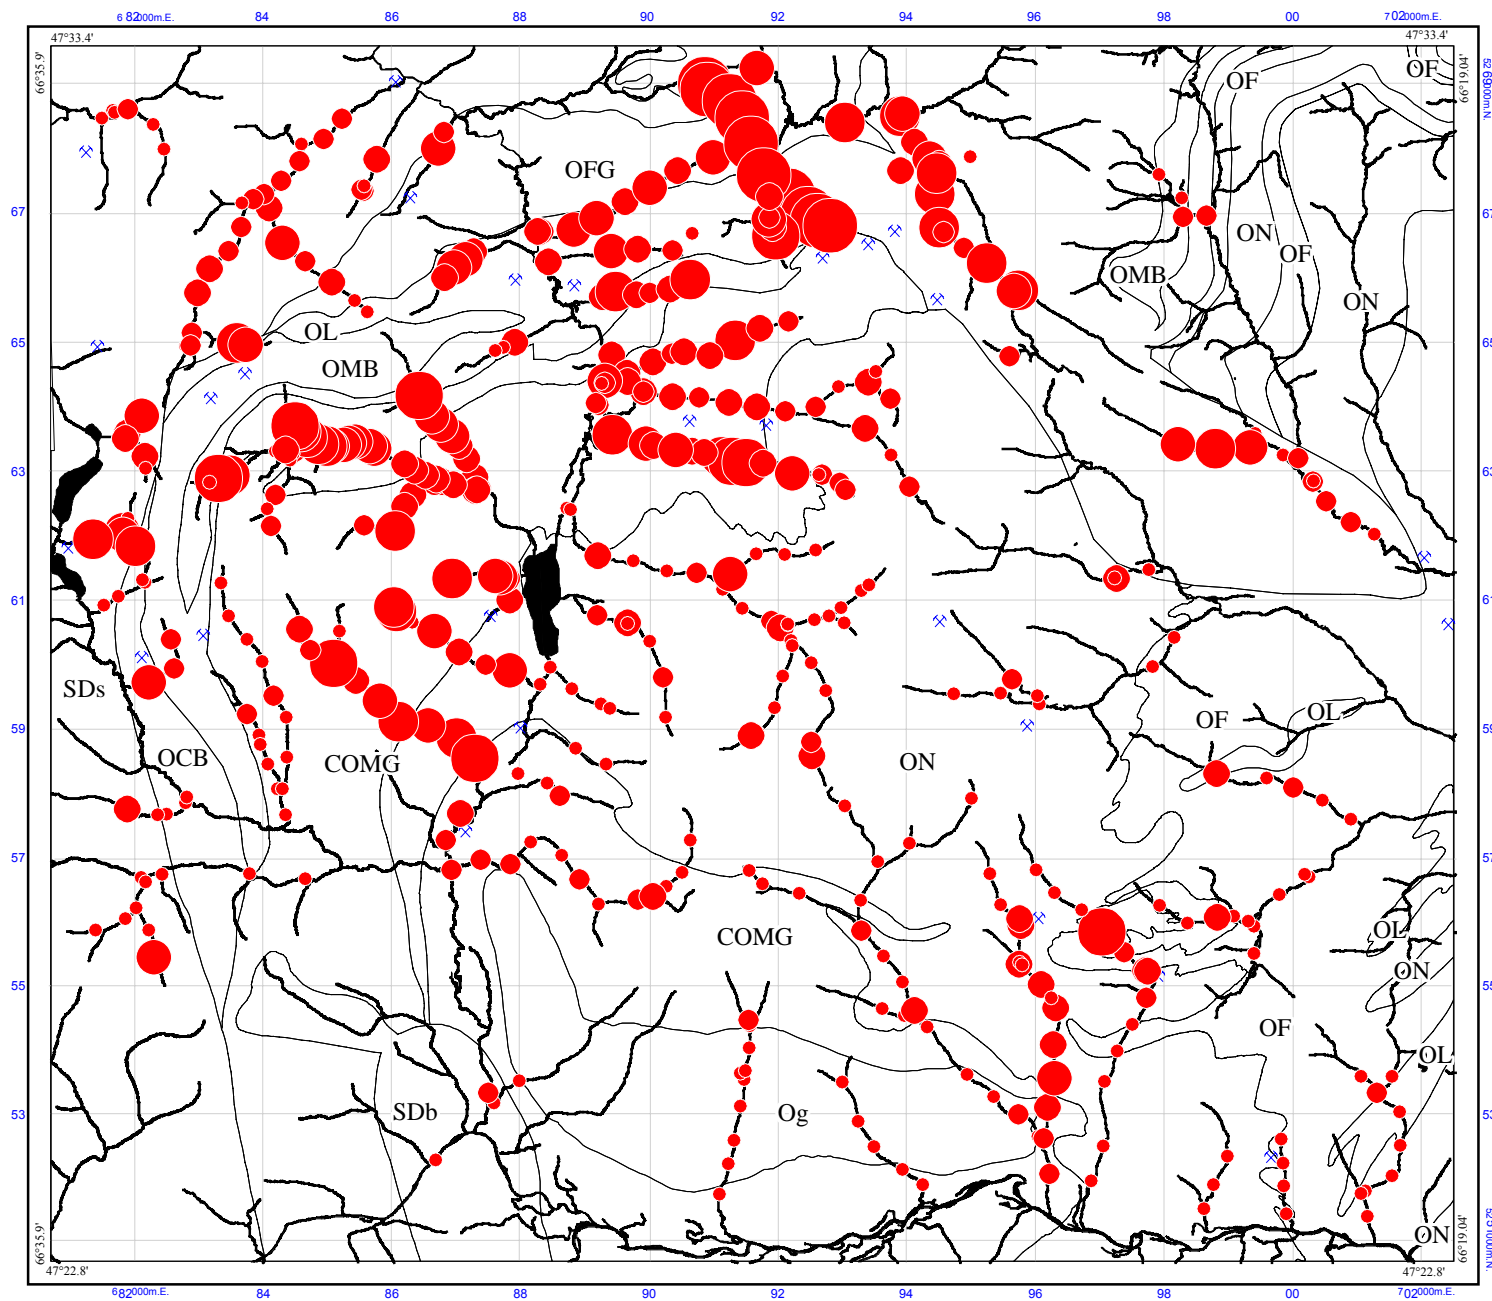 6 82000m.E. 84 86 88 90 92 94 96 98 00 7 02000m.E.
47°33.4' 47°33.4'
66°35.9' 66°19.04'
OF OF
OFG
67 67
ON OF
OMB ON
OL
65 65
OMB
63 63
61 61
SDs
OF OL
59 59
OCB COMG ON
57 57
COMG OL
ON
55 55
OF
OL
SDb Og
53 53
ON
66°35.9' 66°19.04'
47°22.8' 47°22.8'
6 82000m.E. 84 86 88 90 92 94 96 98 00 7 02000m.E.